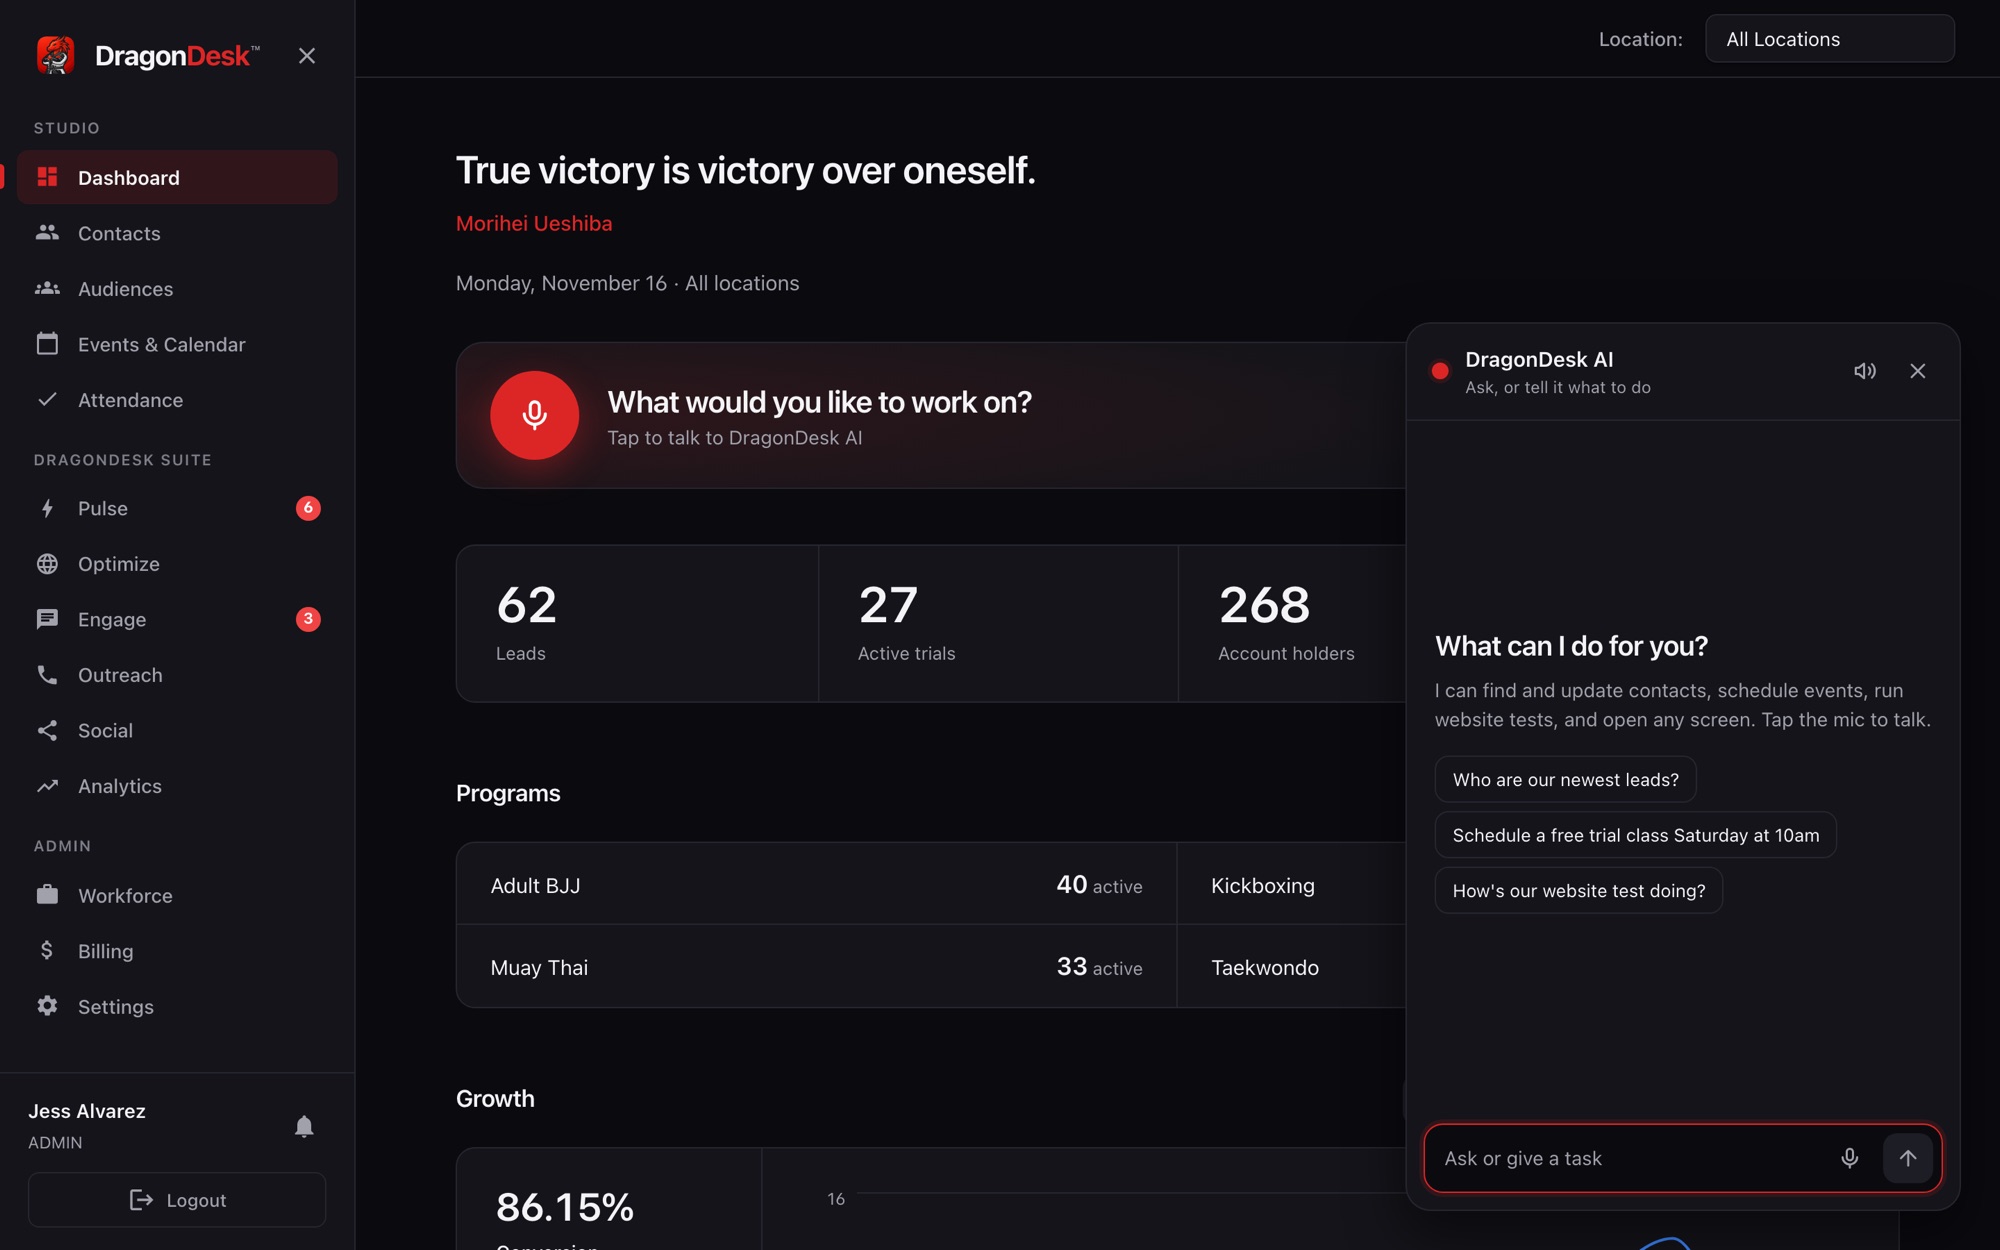 DragonDesk™
STUDIO
Dashboard
Contacts
Audiences
Events & Calendar
Attendance
DRAGONDESK SUITE
Pulse 6
Optimize
Engage 3
Outreach
Social
Analytics
ADMIN
Workforce
Billing
Settings
Jess Alvarez
ADMIN
Logout
Location: All Locations
True victory is victory over oneself.
Morihei Ueshiba
Monday, November 16 · All locations
What would you like to work on?
Tap to talk to DragonDesk AI
62
Leads
27
Active trials
268
Account holders
Programs
Adult BJJ 40 active
Kickboxing
Muay Thai 33 active
Taekwondo
Growth
86.15%
Conversion
16
DragonDesk AI
Ask, or tell it what to do
What can I do for you?
I can find and update contacts, schedule events, run
website tests, and open any screen. Tap the mic to talk.
Who are our newest leads?
Schedule a free trial class Saturday at 10am
How's our website test doing?
Ask or give a task